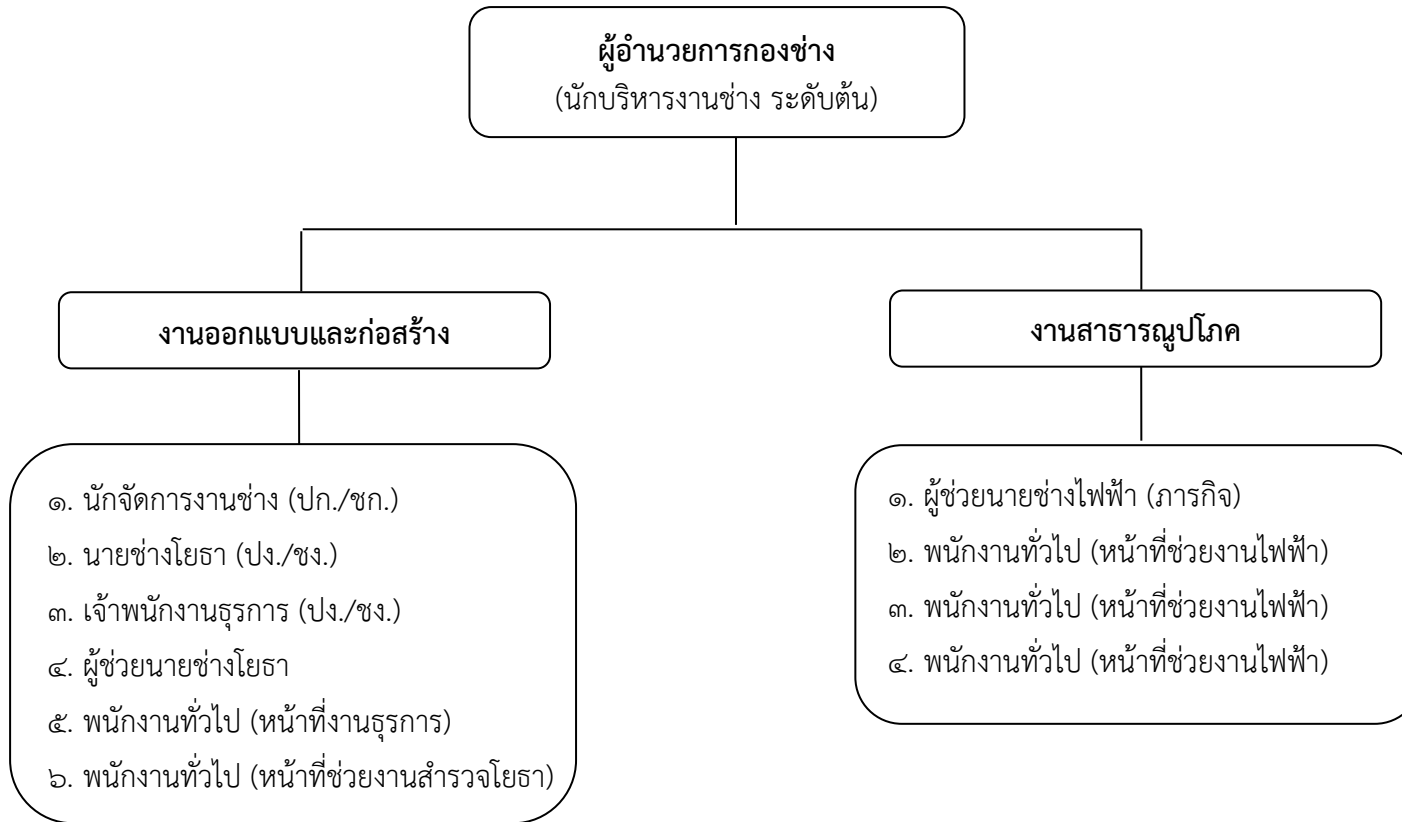 ผู้อำนวยการกองช่าง
(นักบริหารงานช่าง ระดับต้น)
งานออกแบบและก่อสร้าง
๑. นักจัดการงานช่าง (ปก./ชก.)
๒. นายช่างโยธา (ปง./ชง.)
๓. เจ้าพนักงานธุรการ (ปง./ชง.)
๔. ผู้ช่วยนายช่างโยธา
๕. พนักงานทั่วไป (หน้าที่งานธุรการ)
๖. พนักงานทั่วไป (หน้าที่ช่วยงานสำรวจโยธา)
งานสาธารณูปโภค
๑. ผู้ช่วยนายช่างไฟฟ้า (ภารกิจ)
๒. พนักงานทั่วไป (หน้าที่ช่วยงานไฟฟ้า)
๓. พนักงานทั่วไป (หน้าที่ช่วยงานไฟฟ้า)
๔. พนักงานทั่วไป (หน้าที่ช่วยงานไฟฟ้า)